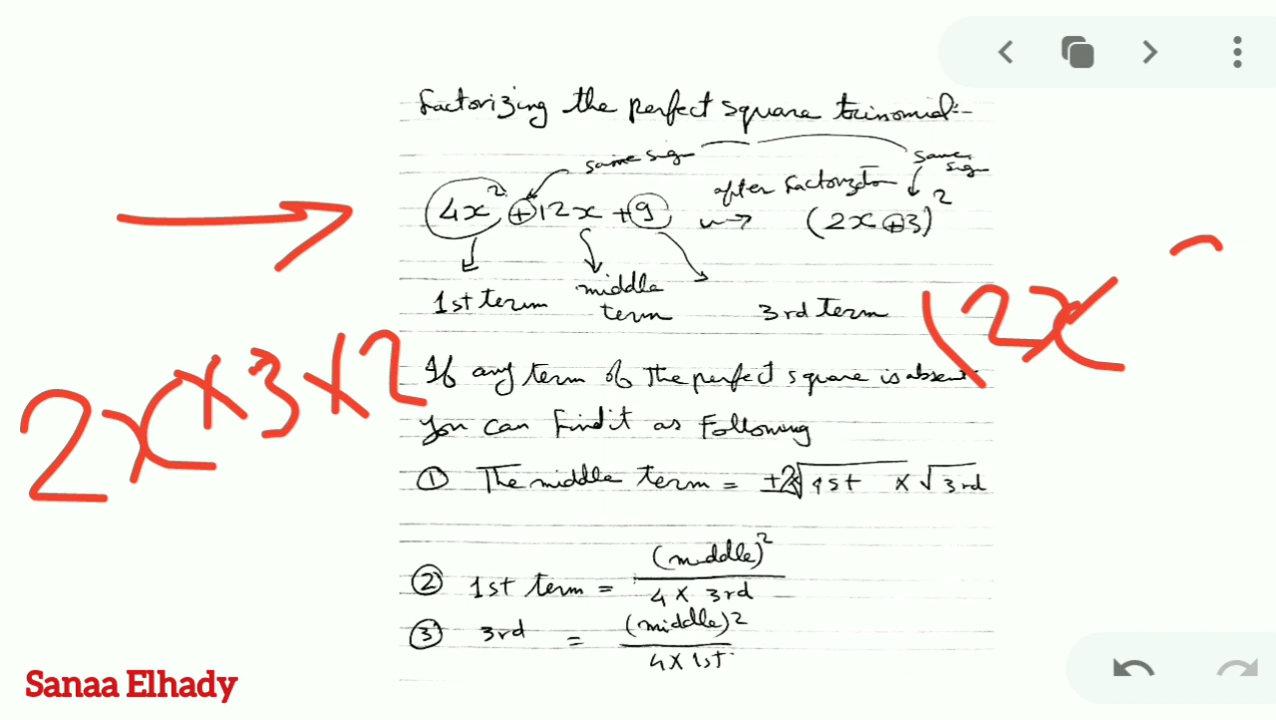 Factorizing the perfect square trinomial:-
same sign
same sign
after Factorization
4x² + 12x + 9 → (2x + 3)²
1st term
middle term
3rd term
(2x
2x × 3 × 2
If any term of the perfect square is absent
you can find it as Following
① The middle term = ±2√1st × √3rd
② 1st term = (middle)² / 4 × 3rd
③ 3rd = (middle)² / 4 × 1st
Sanaa Elhady